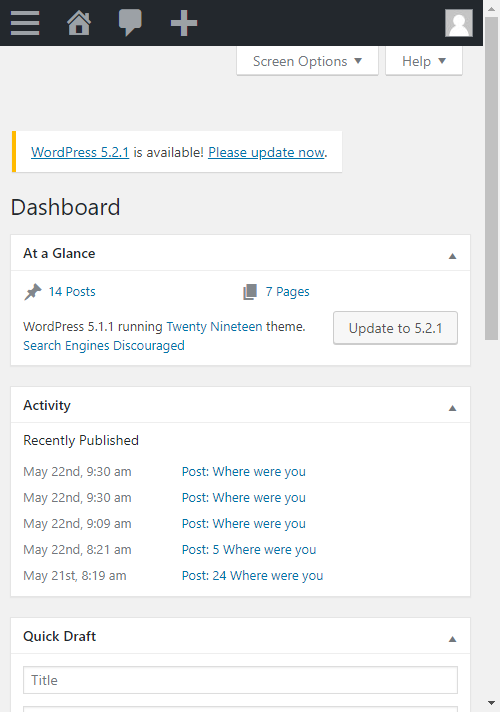 Screen Options
Help
WordPress 5.2.1 is available! Please update now.
Dashboard
At a Glance
14 Posts
7 Pages
WordPress 5.1.1 running Twenty Nineteen theme.
Update to 5.2.1
Search Engines Discouraged
Activity
Recently Published
May 22nd, 9:30 am Post: Where were you
May 22nd, 9:30 am Post: Where were you
May 22nd, 9:09 am Post: Where were you
May 22nd, 8:21 am Post: 5 Where were you
May 21st, 8:19 am Post: 24 Where were you
Quick Draft
Title